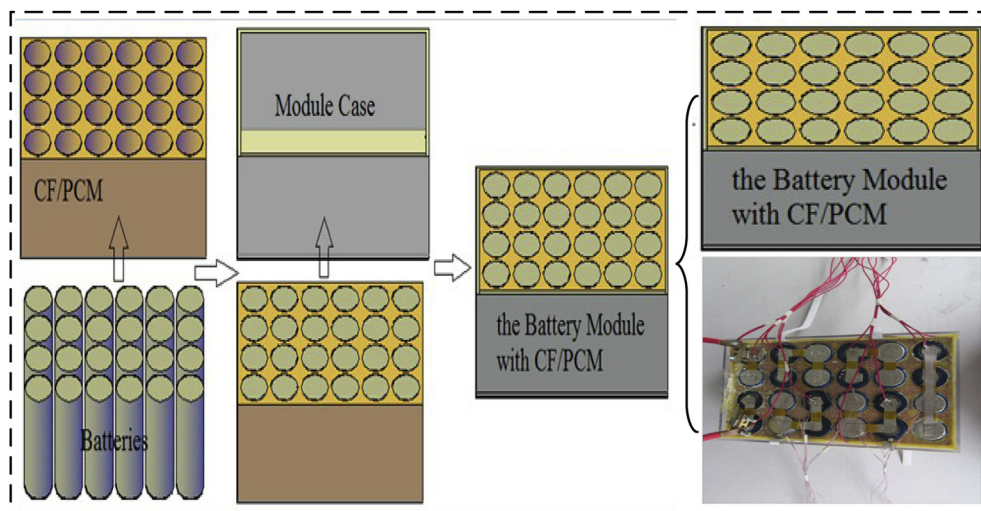 CF/PCM
Batteries
Module Case
the Battery Module
with CF/PCM
the Battery Module
with CF/PCM